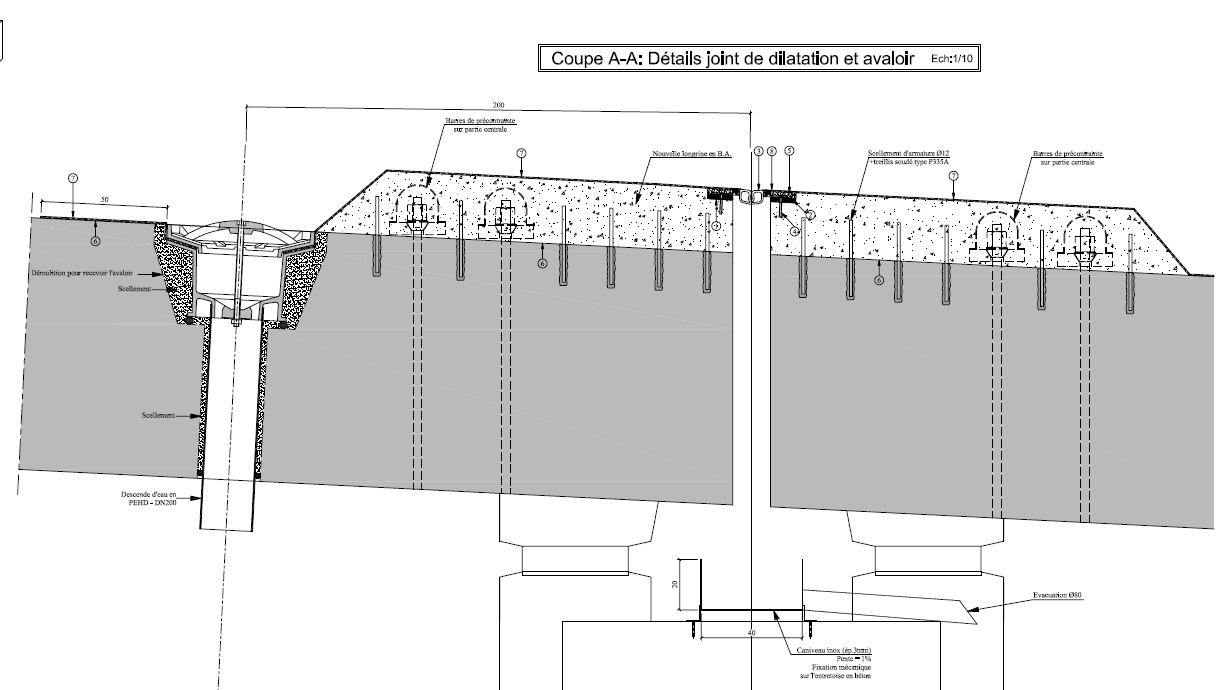 Coupe A-A: Détails joint de dilatation et avaloir Ech:1/10
200
Barres de précontrainte
sur partie centrale
7
Nouvelle longrine en B.A.
3
8
5
Scellement d'armature Ø12
+treillis soudé type P335A
Barres de précontrainte
sur partie centrale
7
7
50
6
4
6
6
Démolition pour recevoir l'avaloir
Scellement
Scellement
Descende d'eau en
PEHD - DN200
20
40
Evacuation Ø80
Caniveau inox (ép.3mm)
Pente = 1%
Fixation mécanique
sur l'entretoise en béton